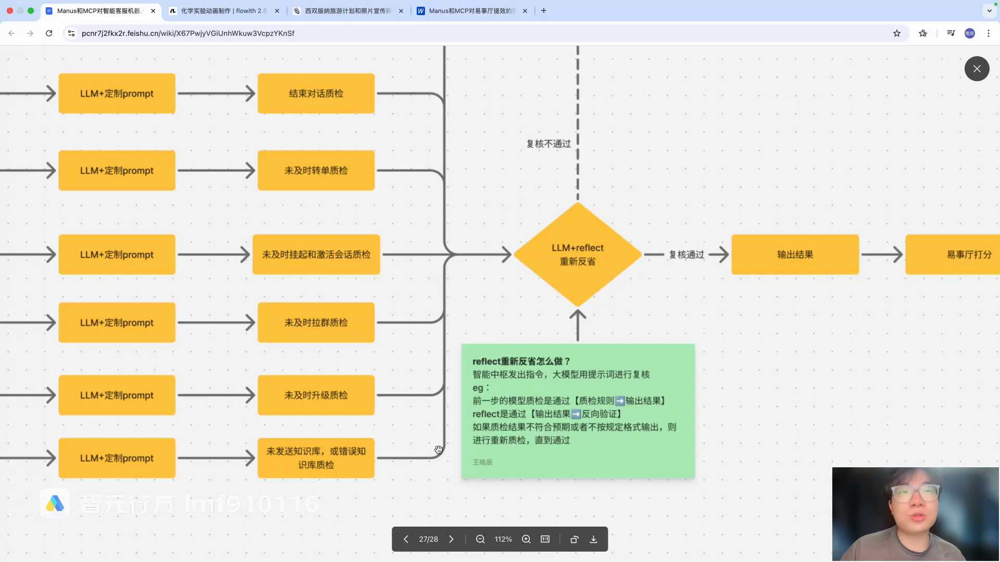 Manus和MCP对智能客服机器人
化学实验动画制作 | flowith 2.0
西双版纳旅游计划和照片宣传网
Manus和MCP对易事厅提效的
pcnr7j2fkx2r.feishu.cn/wiki/X67PwjyVGiUnhWkuw3VcpzYKnSf
皓辰
LLM+定制prompt
结束对话质检
复核不通过
LLM+定制prompt
未及时转单质检
LLM+定制prompt
未及时挂起和激活会话质检
LLM+reflect
重新反省
复核通过
输出结果
易事厅打分
LLM+定制prompt
未及时拉群质检
LLM+定制prompt
未及时升级质检
LLM+定制prompt
未发送知识库，或错误知
识库质检
reflect重新反省怎么做？
智能中枢发出指令，大模型用提示词进行复核
eg：
前一步的模型质检是通过【质检规则➡️输出结果】
reflect是通过【输出结果➡️反向验证】
如果质检结果不符合预期或者不按规定格式输出，则
进行重新质检，直到通过
王皓辰
智元行方 lmf910116
27/28
112%
1:1